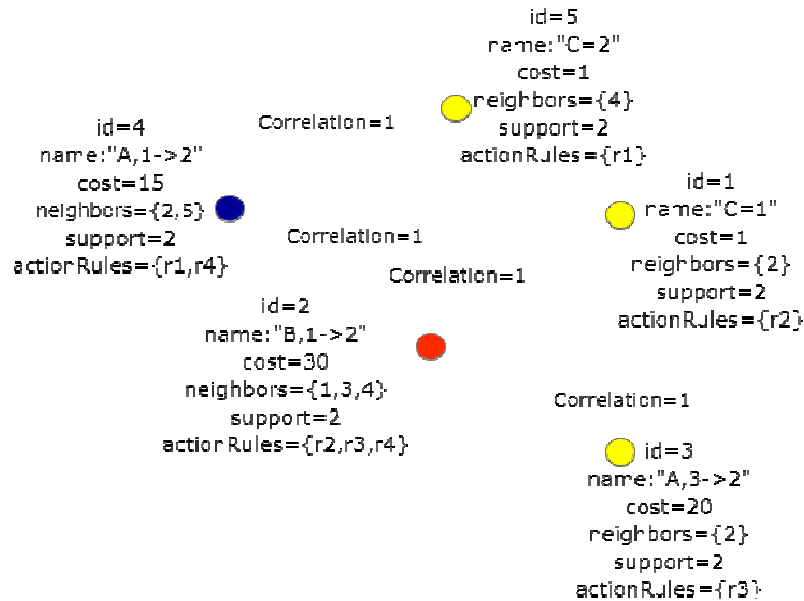 id=5
name:"C=2"
cost=1
neighbors={4}
support=2
actionRules={r1}
Correlation=1
id=4
name:"A,1->2"
cost=15
neighbors={2,5}
support=2
actionRules={r1,r4}
id=1
name:"C=1"
cost=1
neighbors={2}
support=2
actionRules={r2}
Correlation=1
Correlation=1
id=2
name:"B,1->2"
cost=30
neighbors={1,3,4}
support=2
actionRules={r2,r3,r4}
Correlation=1
id=3
name:"A,3->2"
cost=20
neighbors={2}
support=2
actionRules={r3}